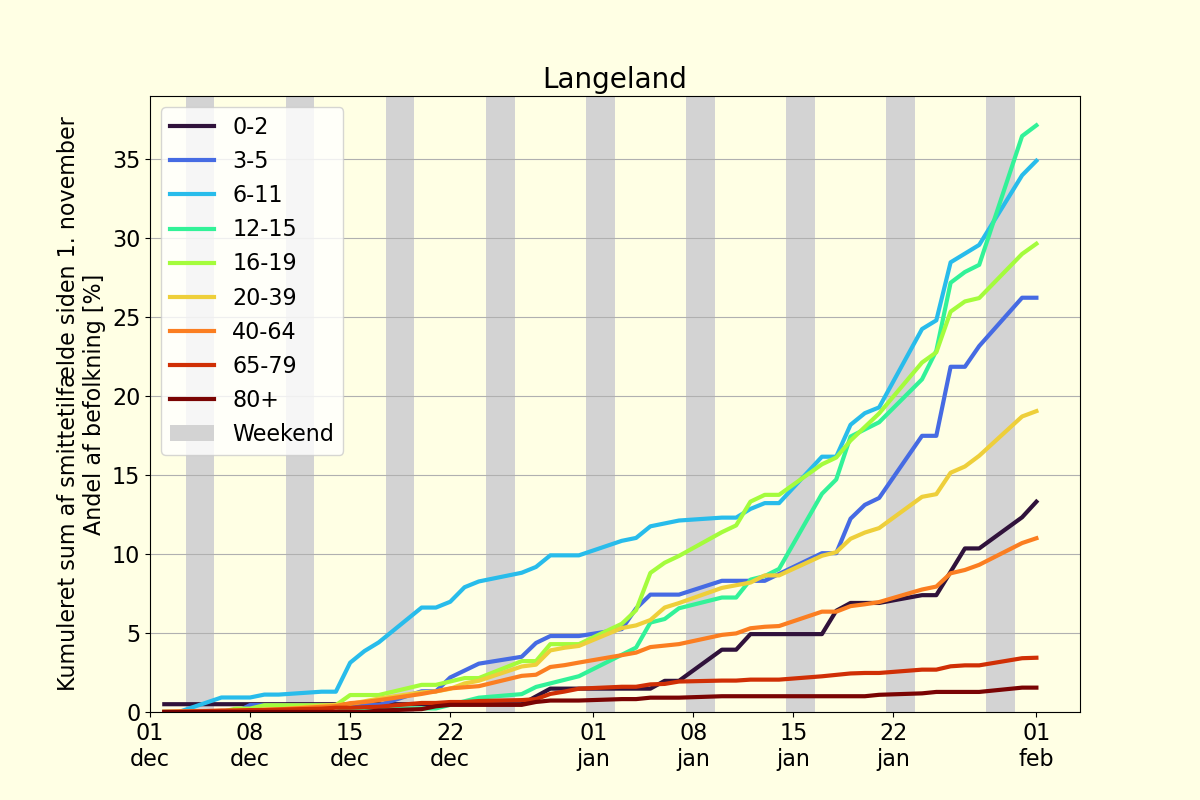 Langeland
Kumuleret sum af smittetilfælde siden 1. november
Andel af befolkning [%]
35
30
25
20
15
10
5
0
0-2
3-5
6-11
12-15
16-19
20-39
40-64
65-79
80+
Weekend
01 08 15 22 01 08 15 22 01
dec dec dec dec jan jan jan jan feb